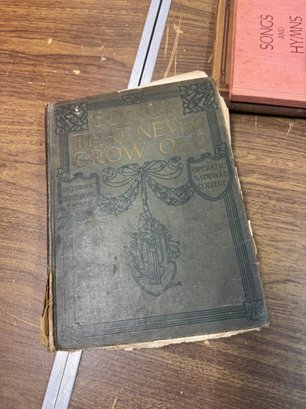 SONGS
THAT NEVER
GROW OLD
OPERATIC
NATIONAL
COLLEGE
SONGS
AND
HYMNS